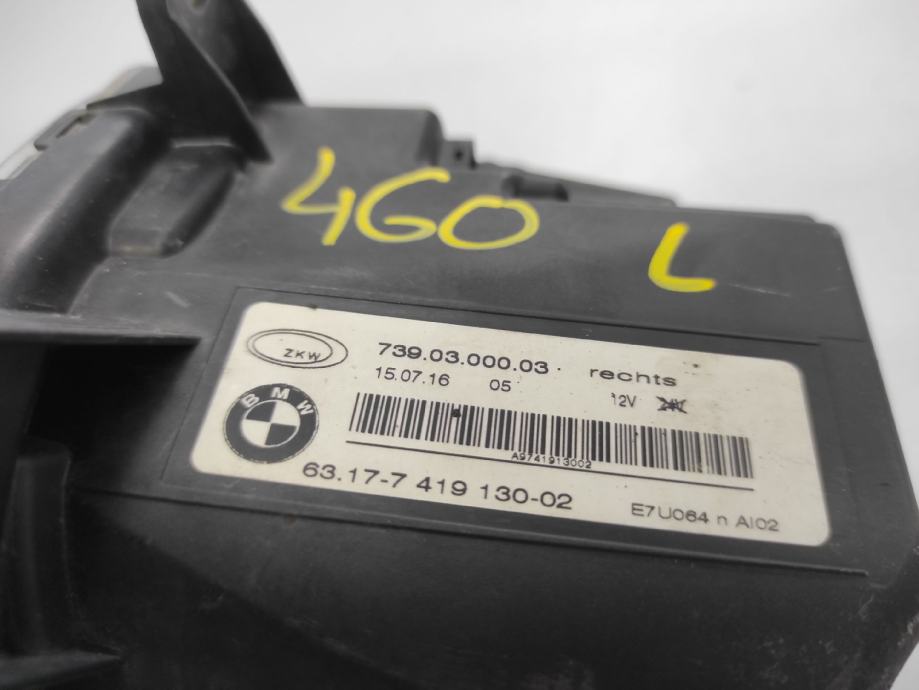 460 L
ZKW
739.03.000.03 rechts
15.07.16 05 12V 24V
BMW
A9741913002
63.17-7 419 130-02
E7U064 n AI02